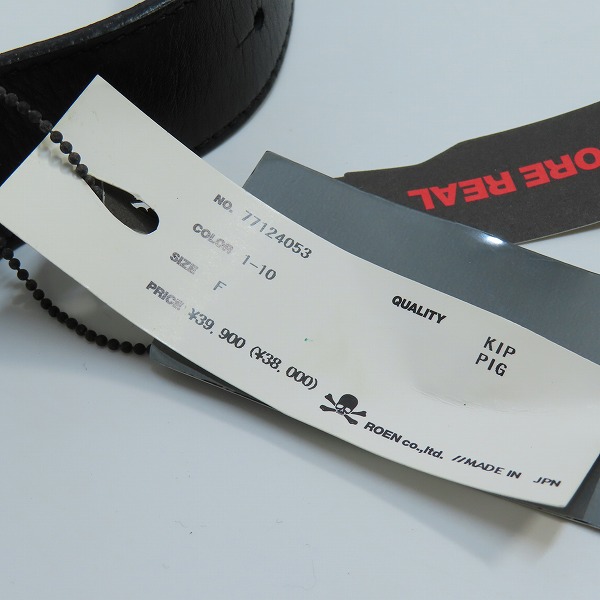 NO. 77124053
COLOR 1-10
SIZE F
PRICE ¥39,900 (¥38,000)
QUALITY KIP
PIG
ROEN co.,ltd. //MADE IN JPN
ORE REAL